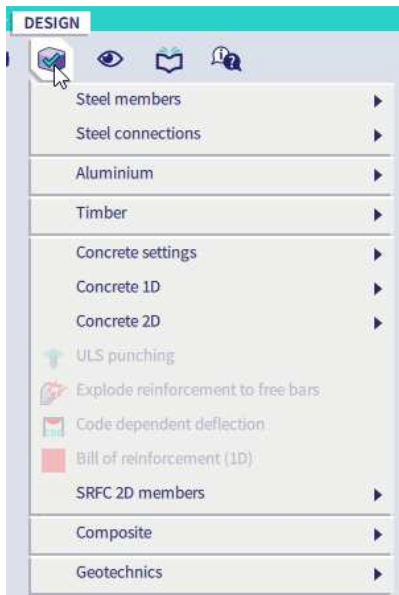 DESIGN
Steel members
Steel connections
Aluminium
Timber
Concrete settings
Concrete 1D
Concrete 2D
ULS punching
Explode reinforcement to free bars
Code dependent deflection
Bill of reinforcement (1D)
SRFC 2D members
Composite
Geotechnics